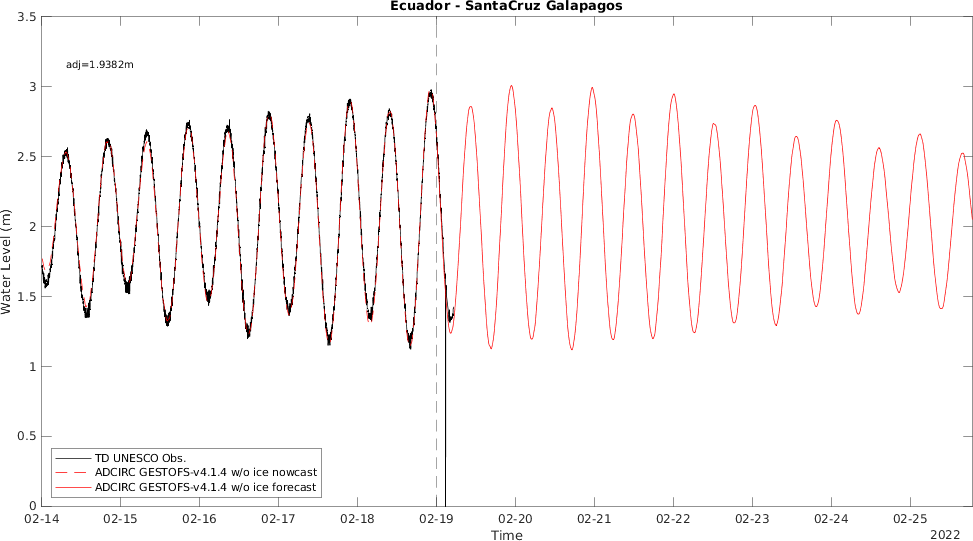 Ecuador - SantaCruz Galapagos
adj=1.9382m
3.5
3
2.5
2
1.5
1
0.5
0
Water Level (m)
TD UNESCO Obs.
ADCIRC GESTOFS-v4.1.4 w/o ice nowcast
ADCIRC GESTOFS-v4.1.4 w/o ice forecast
02-14 02-15 02-16 02-17 02-18 02-19 02-20 02-21 02-22 02-23 02-24 02-25
Time
2022